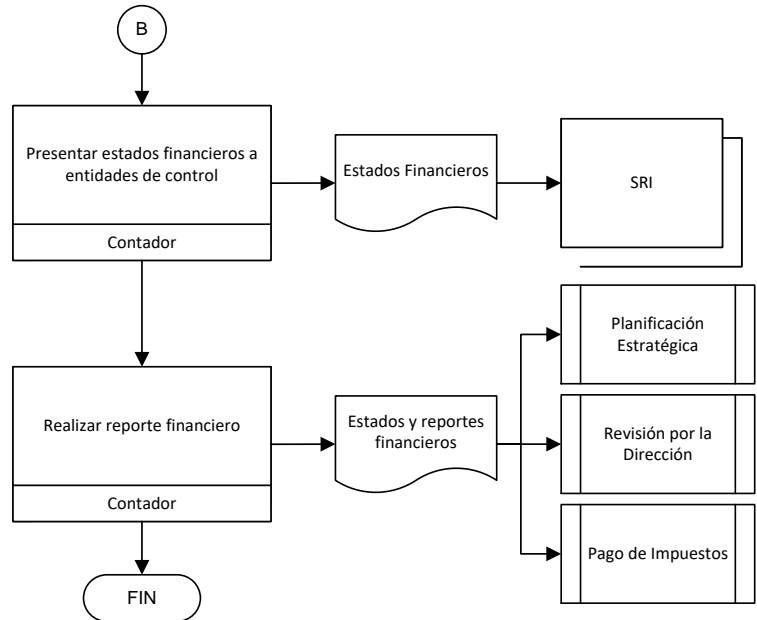 B
Presentar estados financieros a
entidades de control
Contador
Estados Financieros
SRI
Planificación
Estratégica
Realizar reporte financiero
Contador
Estados y reportes
financieros
Revisión por la
Dirección
Pago de Impuestos
FIN